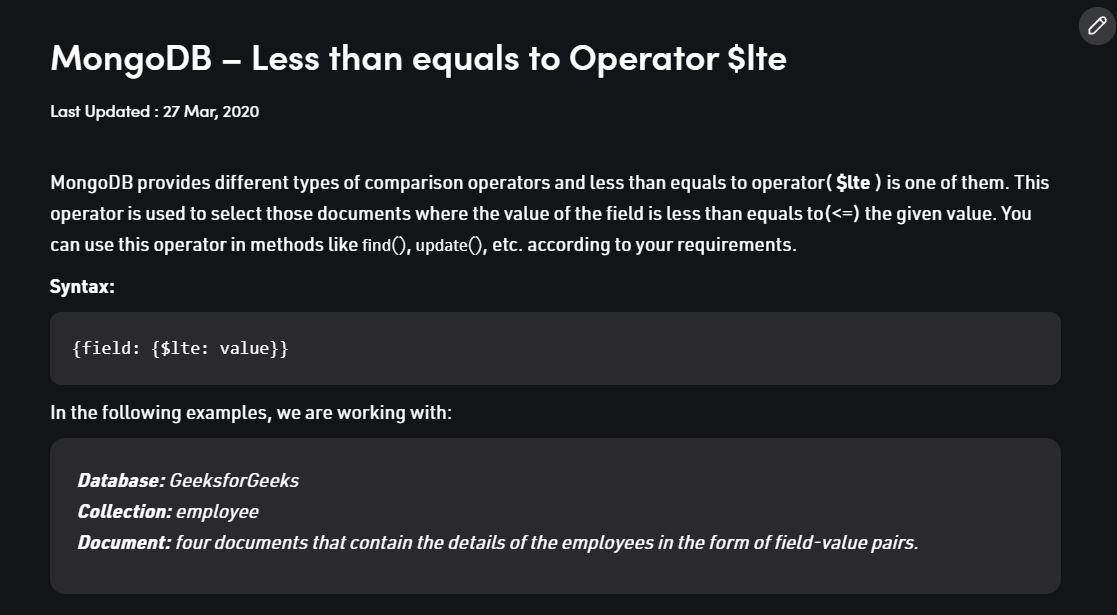 MongoDB – Less than equals to Operator $lte
Last Updated : 27 Mar, 2020
MongoDB provides different types of comparison operators and less than equals to operator( $lte ) is one of them. This
operator is used to select those documents where the value of the field is less than equals to(<=) the given value. You
can use this operator in methods like find(), update(), etc. according to your requirements.
Syntax:
{field: {$lte: value}}
In the following examples, we are working with:
Database: GeeksforGeeks
Collection: employee
Document: four documents that contain the details of the employees in the form of field-value pairs.